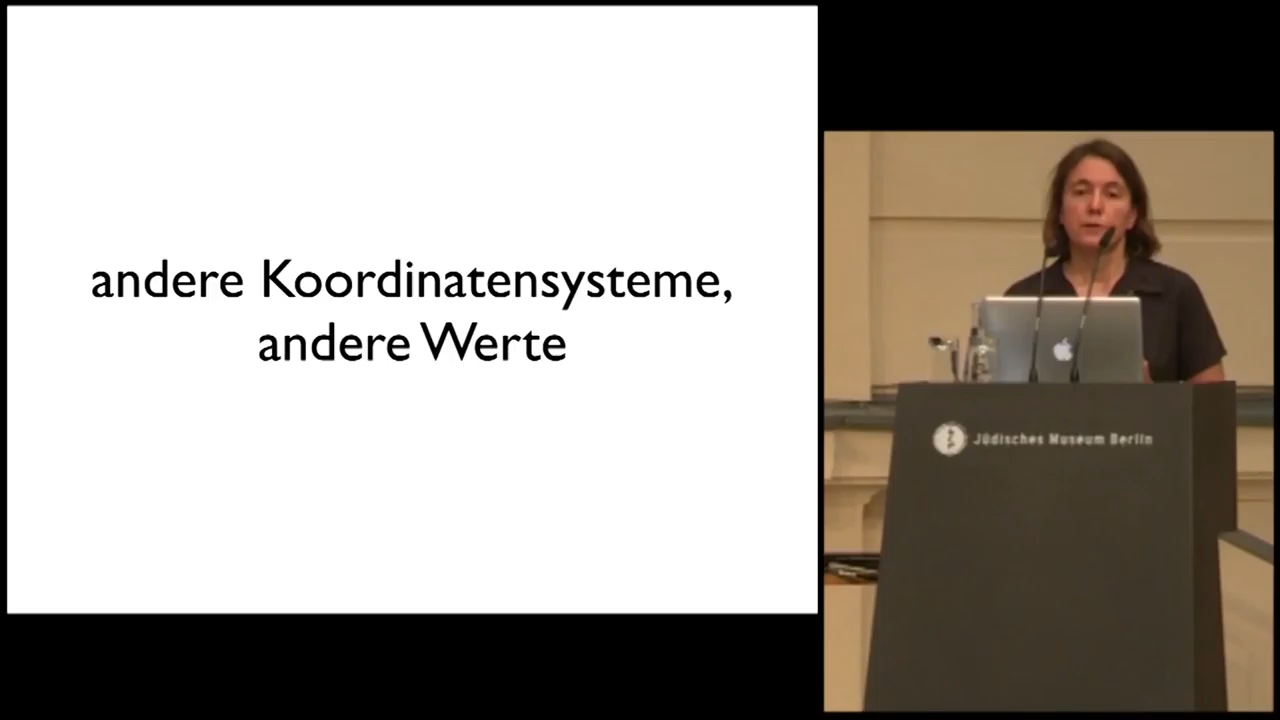 andere Koordinatensysteme,
andere Werte
Jüdisches Museum Berlin